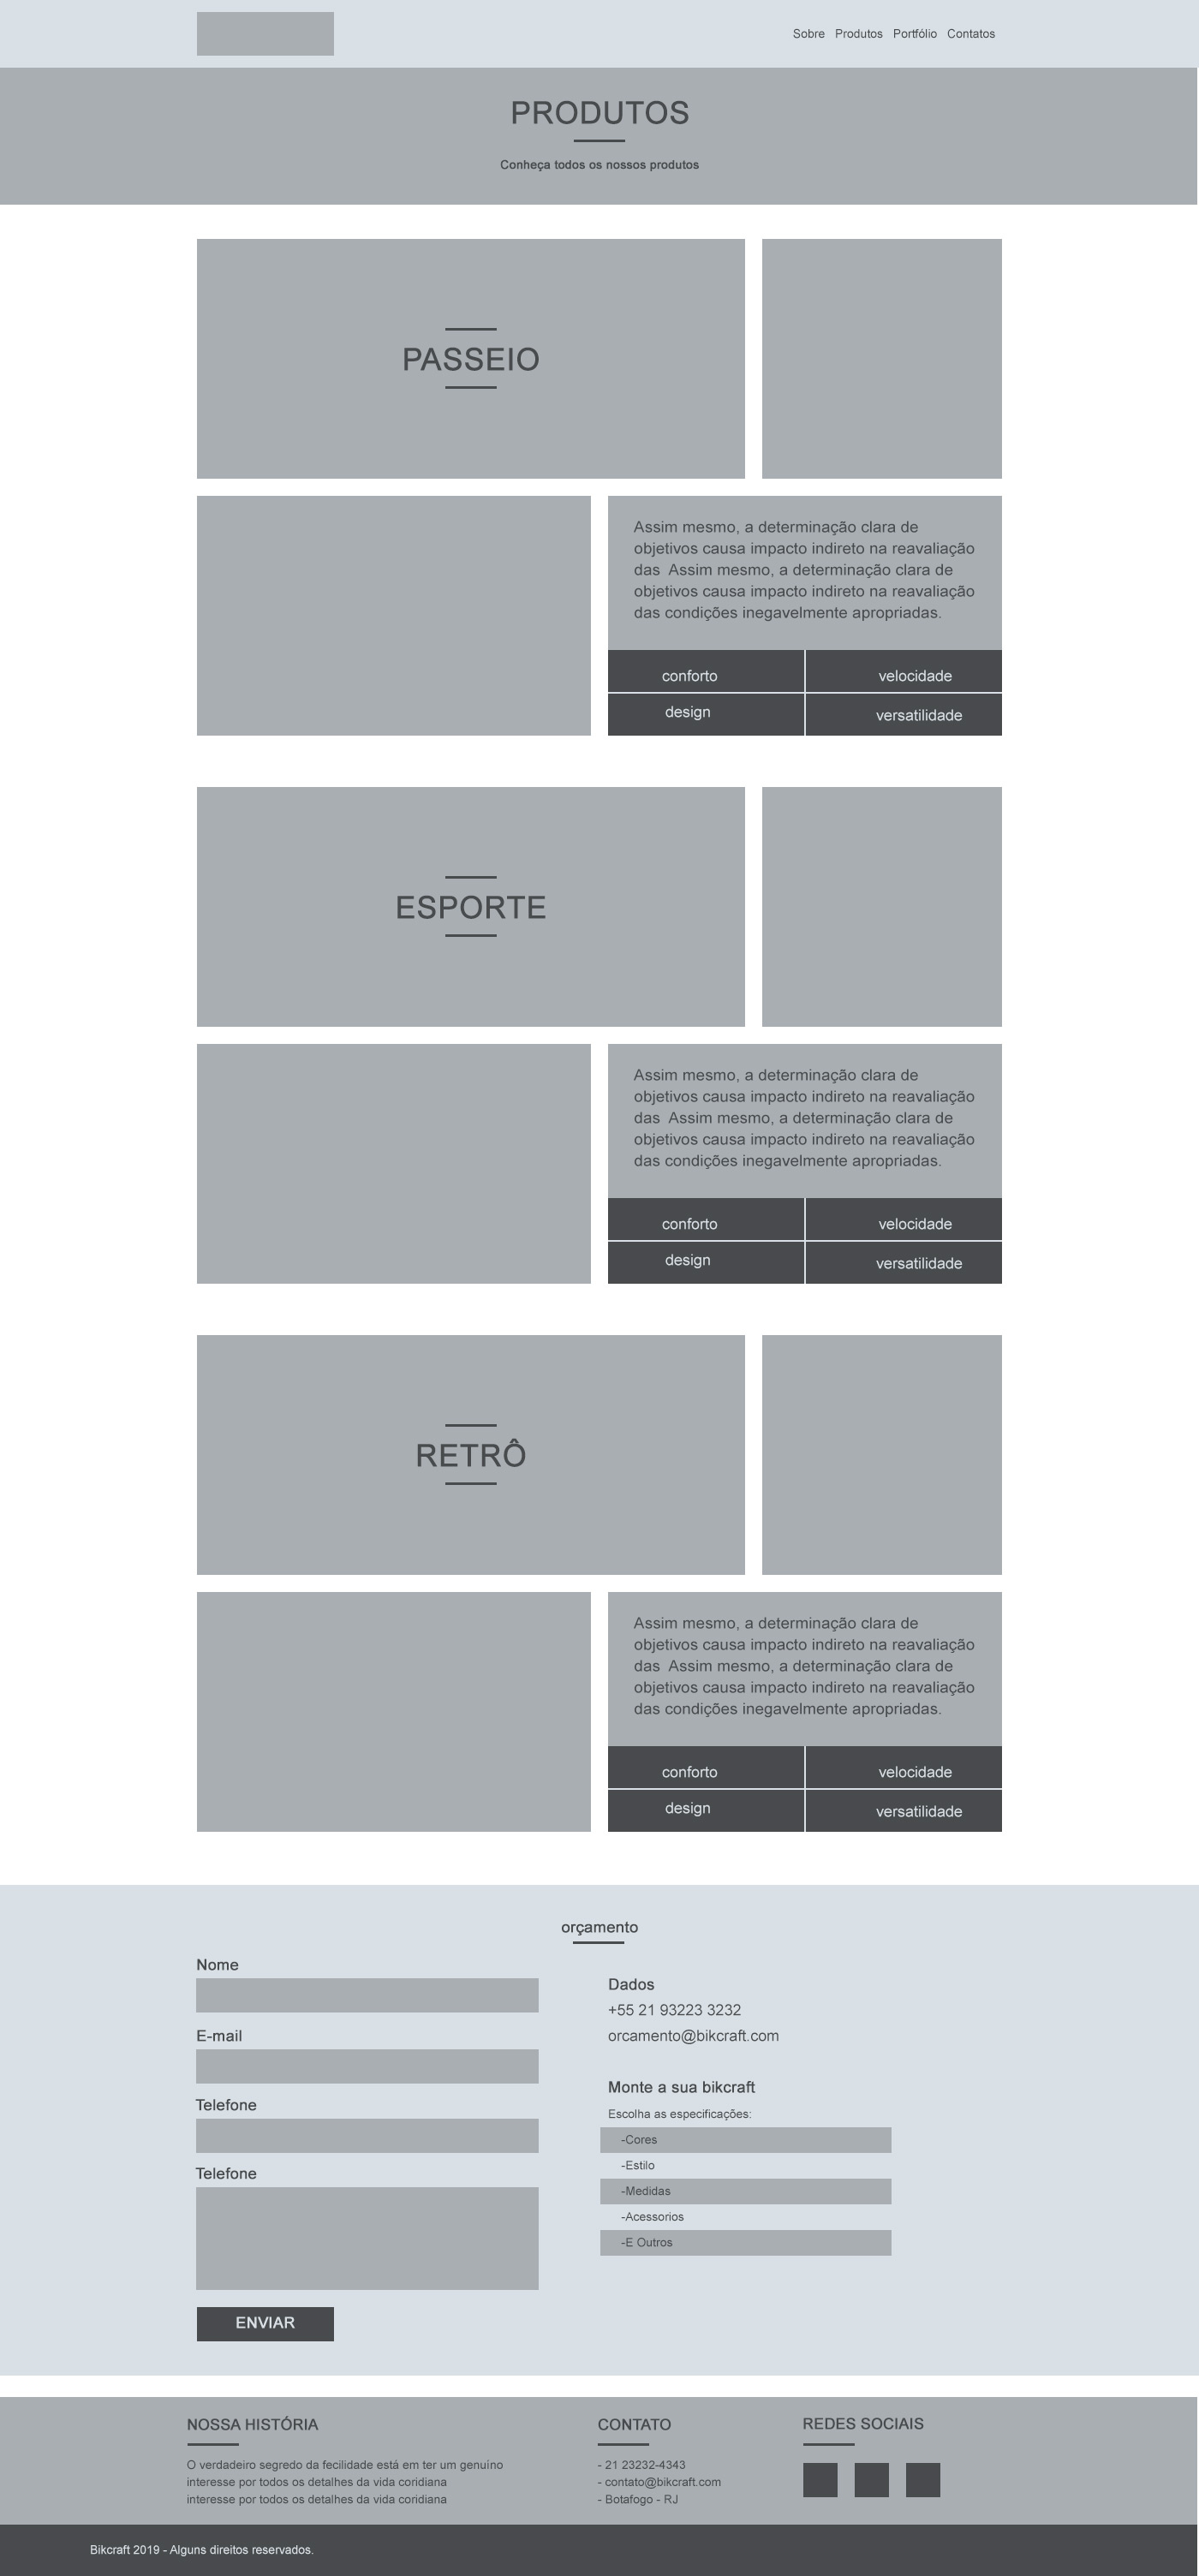 Sobre Produtos Portfólio Contatos
PRODUTOS
Conheça todos os nossos produtos
PASSEIO
Assim mesmo, a determinação clara de
objetivos causa impacto indireto na reavaliação
das  Assim mesmo, a determinação clara de
objetivos causa impacto indireto na reavaliação
das condições inegavelmente apropriadas.
conforto velocidade
design versatilidade
ESPORTE
Assim mesmo, a determinação clara de
objetivos causa impacto indireto na reavaliação
das  Assim mesmo, a determinação clara de
objetivos causa impacto indireto na reavaliação
das condições inegavelmente apropriadas.
conforto velocidade
design versatilidade
RETRÔ
Assim mesmo, a determinação clara de
objetivos causa impacto indireto na reavaliação
das  Assim mesmo, a determinação clara de
objetivos causa impacto indireto na reavaliação
das condições inegavelmente apropriadas.
conforto velocidade
design versatilidade
orçamento
Nome
E-mail
Telefone
Telefone
ENVIAR
Dados
+55 21 93223 3232
orcamento@bikcraft.com
Monte a sua bikcraft
Escolha as especificações:
-Cores
-Estilo
-Medidas
-Acessorios
-E Outros
NOSSA HISTÓRIA
O verdadeiro segredo da fecilidade está em ter um genuíno
interesse por todos os detalhes da vida coridiana
interesse por todos os detalhes da vida coridiana
CONTATO
- 21 23232-4343
- contato@bikcraft.com
- Botafogo - RJ
REDES SOCIAIS
Bikcraft 2019 - Alguns direitos reservados.